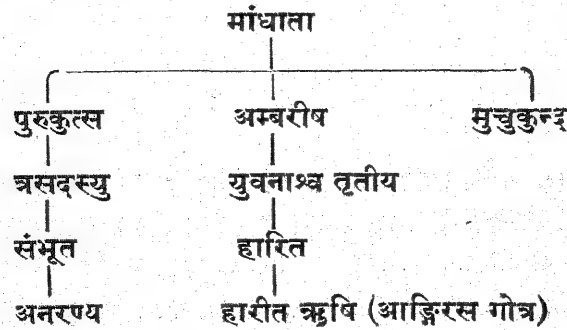 मांधाता
पुरुकुत्स अम्बरीष मुचुकुन्द
त्रसदस्यु युवनाश्व तृतीय
संभूत हारित
अनरण्य हारीत ऋषि (आङ्गिरस गोत्र)